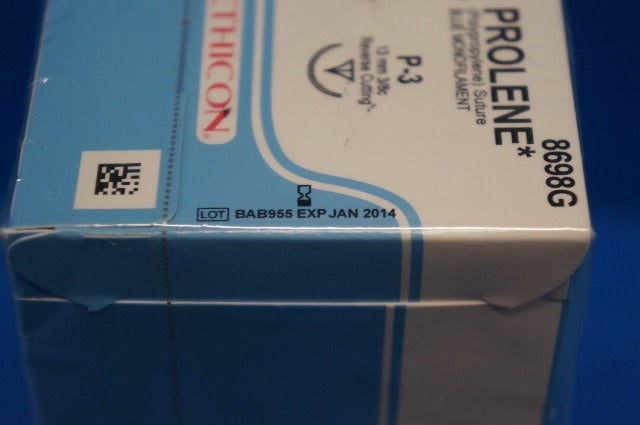 ETHICON
PROLENE* 8698G
(Polypropylene) Suture
BLUE MONOFILAMENT
P-3
13 mm 3/8c
Reverse Cutting
LOT BAB955 EXP JAN 2014